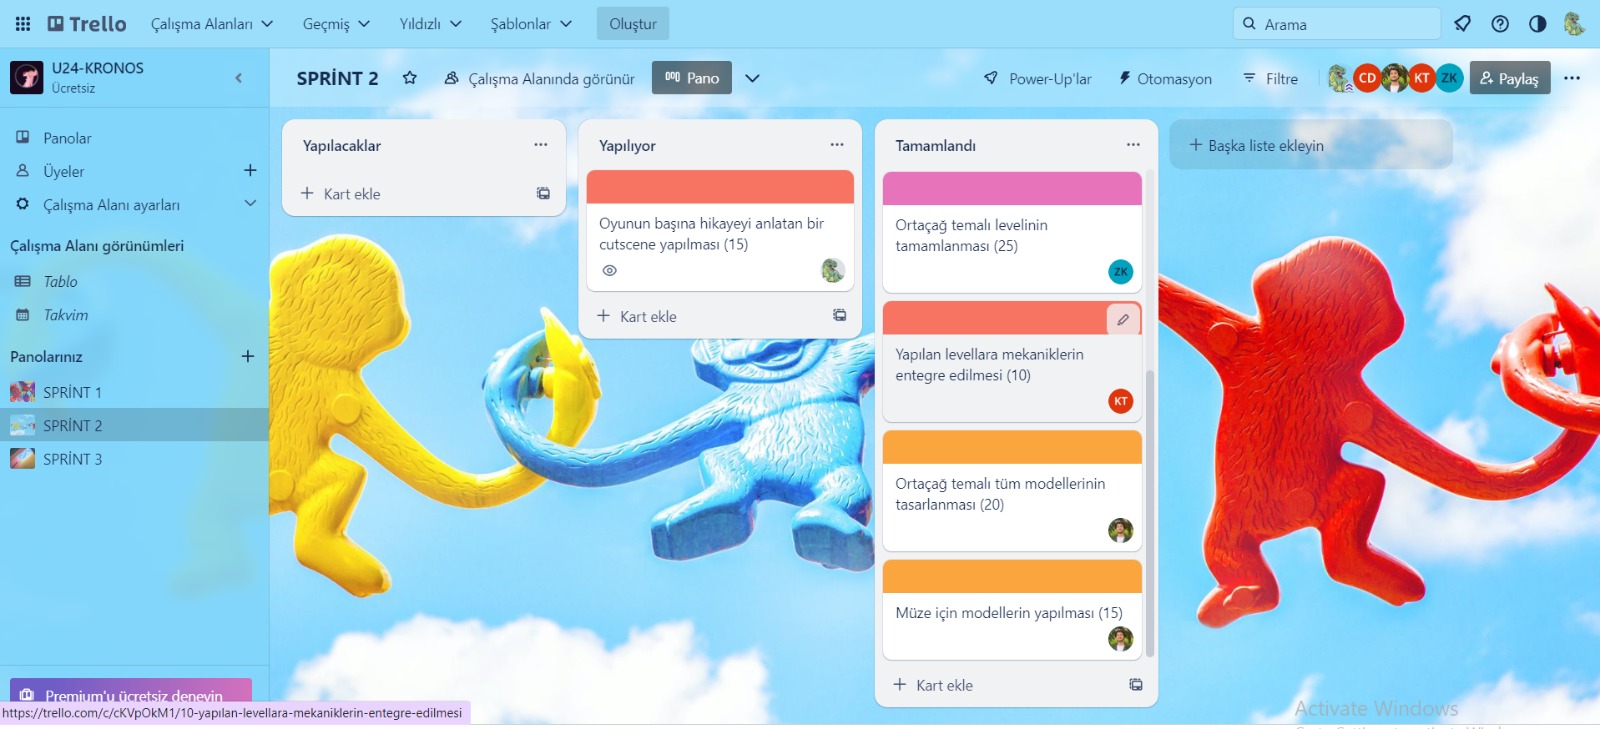 Trello
Çalışma Alanları
Geçmiş
Yıldızlı
Şablonlar
Oluştur
Arama
U24-KRONOS
Ücretsiz
SPRİNT 2
Çalışma Alanında görünür
Pano
Power-Up'lar
Otomasyon
Filtre
CD
KT
ZK
Paylaş
Panolar
Üyeler
Çalışma Alanı ayarları
Çalışma Alanı görünümleri
Tablo
Takvim
Panolarınız
SPRİNT 1
SPRİNT 2
SPRİNT 3
Premium'u ücretsiz deneyin
https://trello.com/c/cKVpOkM1/10-yapılan-levellara-mekaniklerin-entegre-edilmesi
Yapılacaklar
Kart ekle
Yapılıyor
Oyunun başına hikayeyi anlatan bir
cutscene yapılması (15)
Kart ekle
Tamamlandı
Ortaçağ temalı levelinin
tamamlanması (25)
ZK
Yapılan levellara mekaniklerin
entegre edilmesi (10)
KT
Ortaçağ temalı tüm modellerinin
tasarlanması (20)
Müze için modellerin yapılması (15)
Kart ekle
Başka liste ekleyin
Activate Windows